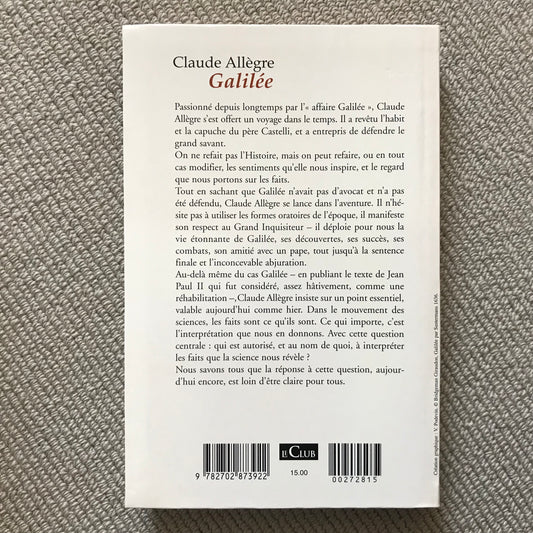 Claude Allègre
Galilée
Passionné depuis longtemps par l'« affaire Galilée », Claude
Allègre s'est offert un voyage dans le temps. Il a revêtu l'habit
et la capuche du père Castelli, et a entrepris de défendre le
grand savant.
On ne refait pas l'Histoire, mais on peut refaire, ou en tout
cas modifier, les sentiments qu'elle nous inspire, et le regard
que nous portons sur les faits.
Tout en sachant que Galilée n'avait pas d'avocat et n'a pas
été défendu, Claude Allègre se lance dans l'aventure. Il n'hé-
site pas à utiliser les formes oratoires de l'époque, il manifeste
son respect au Grand Inquisiteur – il déploie pour nous la
vie étonnante de Galilée, ses découvertes, ses succès, ses
combats, son amitié avec un pape, tout jusqu'à la sentence
finale et l'inconcevable abjuration.
Au-delà même du cas Galilée – en publiant le texte de Jean
Paul II qui fut considéré, assez hâtivement, comme une
réhabilitation –, Claude Allègre insiste sur un point essentiel,
valable aujourd'hui comme hier. Dans le mouvement des
sciences, les faits sont ce qu'ils sont. Ce qui importe, c'est
l'interprétation que nous en donnons. Avec cette question
centrale : qui est autorisé, et au nom de quoi, à interpréter
les faits que la science nous révèle ?
Nous savons tous que la réponse à cette question, aujour-
d'hui encore, est loin d'être claire pour tous.
Création graphique : V. Podevin. © Bridgeman Giraudon, Galilée par Sustermans 1636.
9 782702 873922
LE CLUB
15.00
00272815